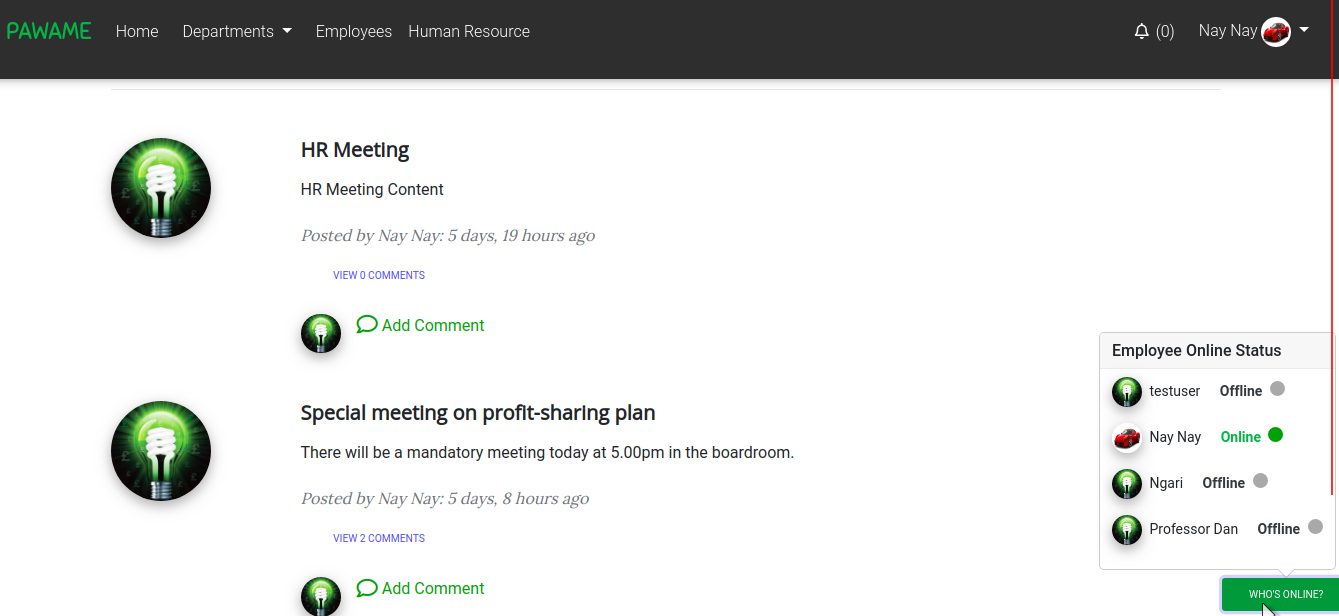 PAWAME Home Departments Employees Human Resource (0) Nay Nay
HR Meeting
HR Meeting Content
Posted by Nay Nay: 5 days, 19 hours ago
VIEW 0 COMMENTS
Add Comment
Special meeting on profit-sharing plan
There will be a mandatory meeting today at 5.00pm in the boardroom.
Posted by Nay Nay: 5 days, 8 hours ago
VIEW 2 COMMENTS
Add Comment
Employee Online Status
testuser Offline
Nay Nay Online
Ngari Offline
Professor Dan Offline
WHO'S ONLINE?